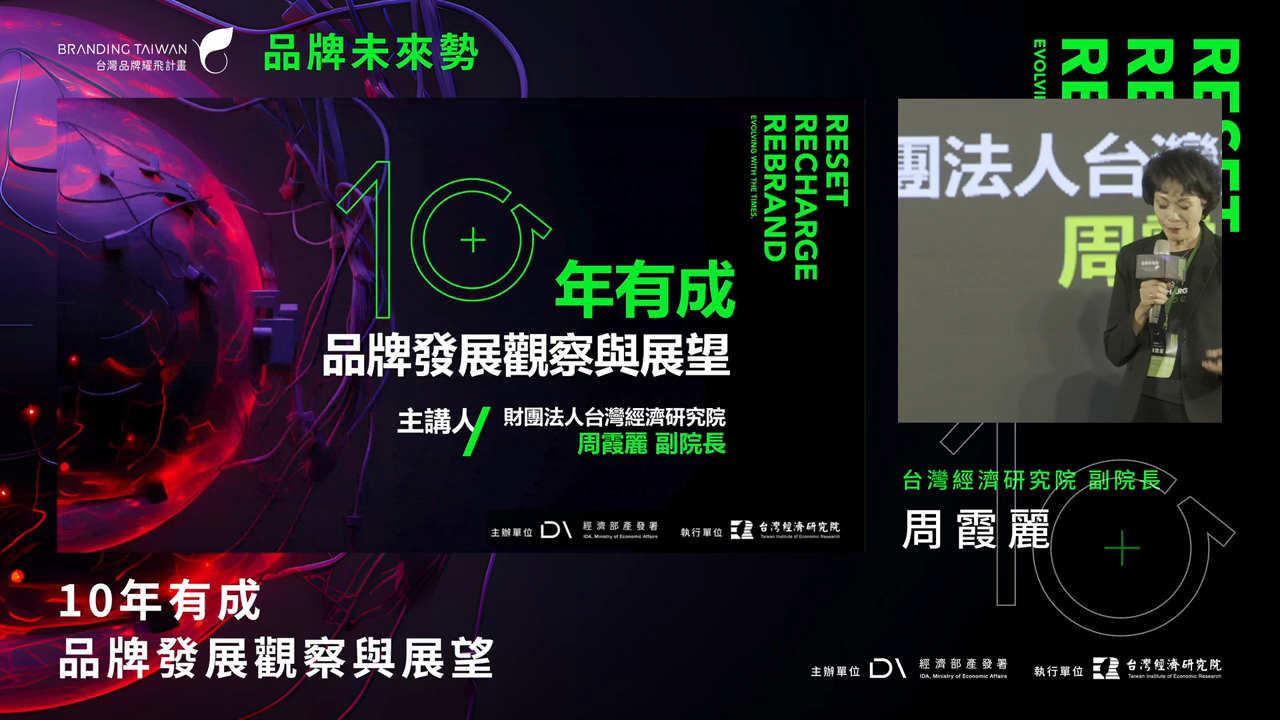 BRANDING TAIWAN
台灣品牌耀飛計畫
品牌未來勢
RESET
RECHARGE
REBRAND
EVOLVING WITH THE TIMES.
10
年有成
品牌發展觀察與展望
主講人/
財團法人台灣經濟研究院
周霞麗 副院長
主辦單位
經濟部產發署
IDA, Ministry of Economic Affairs
執行單位
台灣經濟研究院
Taiwan Institute of Economic Research
RESET
RE
RE
EVOLVI
團法人台灣
周霞
台灣經濟研究院 副院長
周霞麗
10
10年有成
品牌發展觀察與展望
主辦單位
經濟部產發署
IDA, Ministry of Economic Affairs
執行單位
台灣經濟研究院
Taiwan Institute of Economic Research